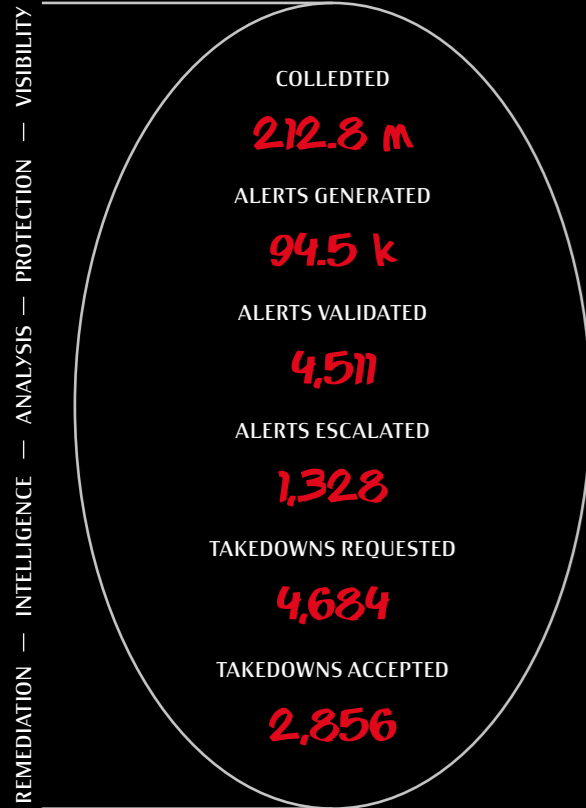 REMEDIATION — INTELLIGENCE — ANALYSIS — PROTECTION — VISIBILITY
COLLEDTED
212.8 m
ALERTS GENERATED
94.5 k
ALERTS VALIDATED
4,511
ALERTS ESCALATED
1,328
TAKEDOWNS REQUESTED
4,684
TAKEDOWNS ACCEPTED
2,856